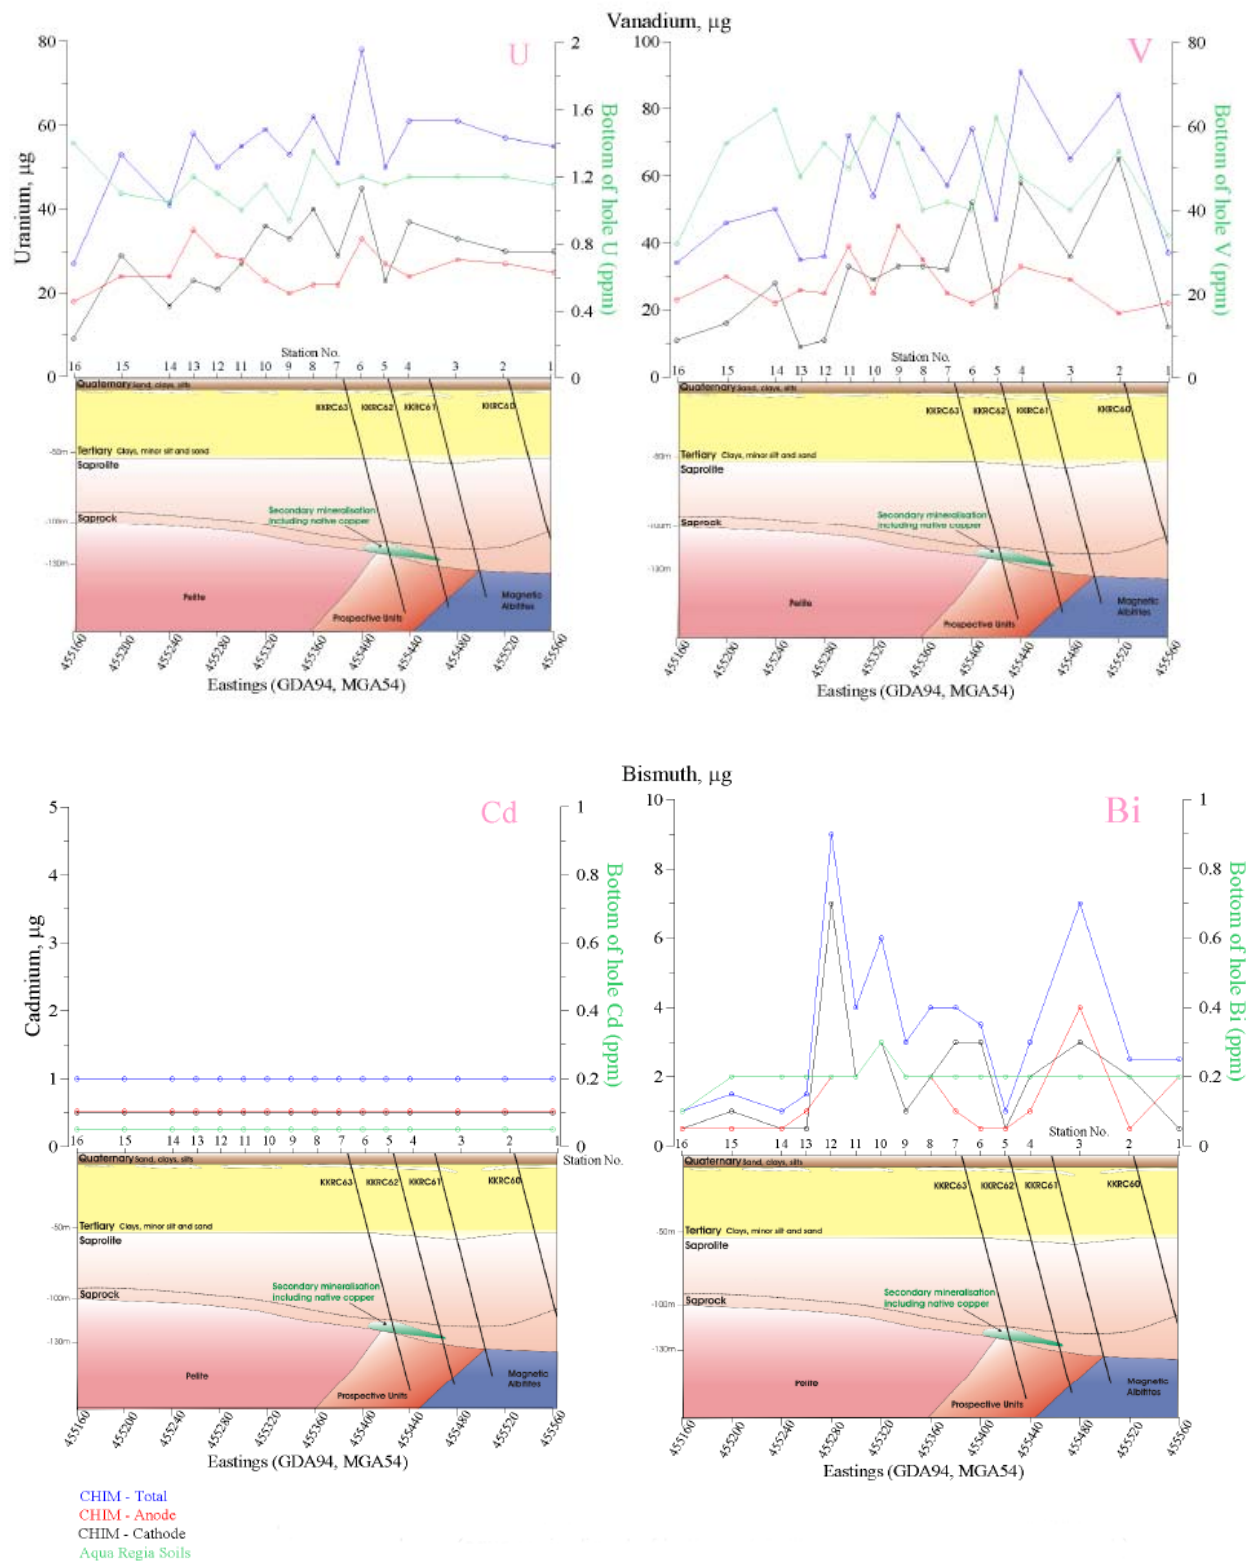 Vanadium, µg
80
60
40
20
0
Uranium, µg
U
2
1.6
1.2
0.8
0.4
0
Bottom of hole U (ppm)
Station No.
16 15 14 13 12 11 10 9 8 7 6 5 4 3 2 1
Quaternary Sand, clays, silts
KKRC63 KKRC62 KKRC61 KKRC60
-50m
Tertiary Clays, minor silt and sand
Saprolite
Secondary mineralisation
including native copper
Saprock
-100m
-130m
Pelite
Prospective Units
Magnetic
Albitites
455160 455200 455240 455280 455320 455360 455400 455440 455480 455520 455560
Eastings (GDA94, MGA54)
100
80
60
40
20
0
V
80
60
40
20
0
Bottom of hole V (ppm)
Station No.
16 15 14 13 12 11 10 9 8 7 6 5 4 3 2 1
Quaternary Sand, clays, silts
KKRC63 KKRC62 KKRC61 KKRC60
-50m
Tertiary Clays, minor silt and sand
Saprolite
Secondary mineralisation
including native copper
Saprock
-100m
-130m
Pelite
Prospective Units
Magnetic
Albitites
455160 455200 455240 455280 455320 455360 455400 455440 455480 455520 455560
Eastings (GDA94, MGA54)
Bismuth, µg
5
4
3
2
1
0
Cadmium, µg
Cd
1
0.8
0.6
0.4
0.2
0
Bottom of hole Cd (ppm)
16 15 14 13 12 11 10 9 8 7 6 5 4 3 2 1
Station No.
Quaternary Sand, clays, silts
KKRC63 KKRC62 KKRC61 KKRC60
-50m
Tertiary Clays, minor silt and sand
Saprolite
Secondary mineralisation
including native copper
Saprock
-100m
-130m
Pelite
Prospective Units
Magnetic
Albitites
455160 455200 455240 455280 455320 455360 455400 455440 455480 455520 455560
Eastings (GDA94, MGA54)
10
8
6
4
2
0
Bi
1
0.8
0.6
0.4
0.2
0
Bottom of hole Bi (ppm)
Station No.
16 15 14 13 12 11 10 9 8 7 6 5 4 3 2 1
Quaternary Sand, clays, silts
KKRC63 KKRC62 KKRC61 KKRC60
-50m
Tertiary Clays, minor silt and sand
Saprolite
Secondary mineralisation
including native copper
Saprock
-100m
-130m
Pelite
Prospective Units
Magnetic
Albitites
455160 455200 455240 455280 455320 455360 455400 455440 455480 455520 455560
Eastings (GDA94, MGA54)
CHIM - Total
CHIM - Anode
CHIM - Cathode
Aqua Regia Soils